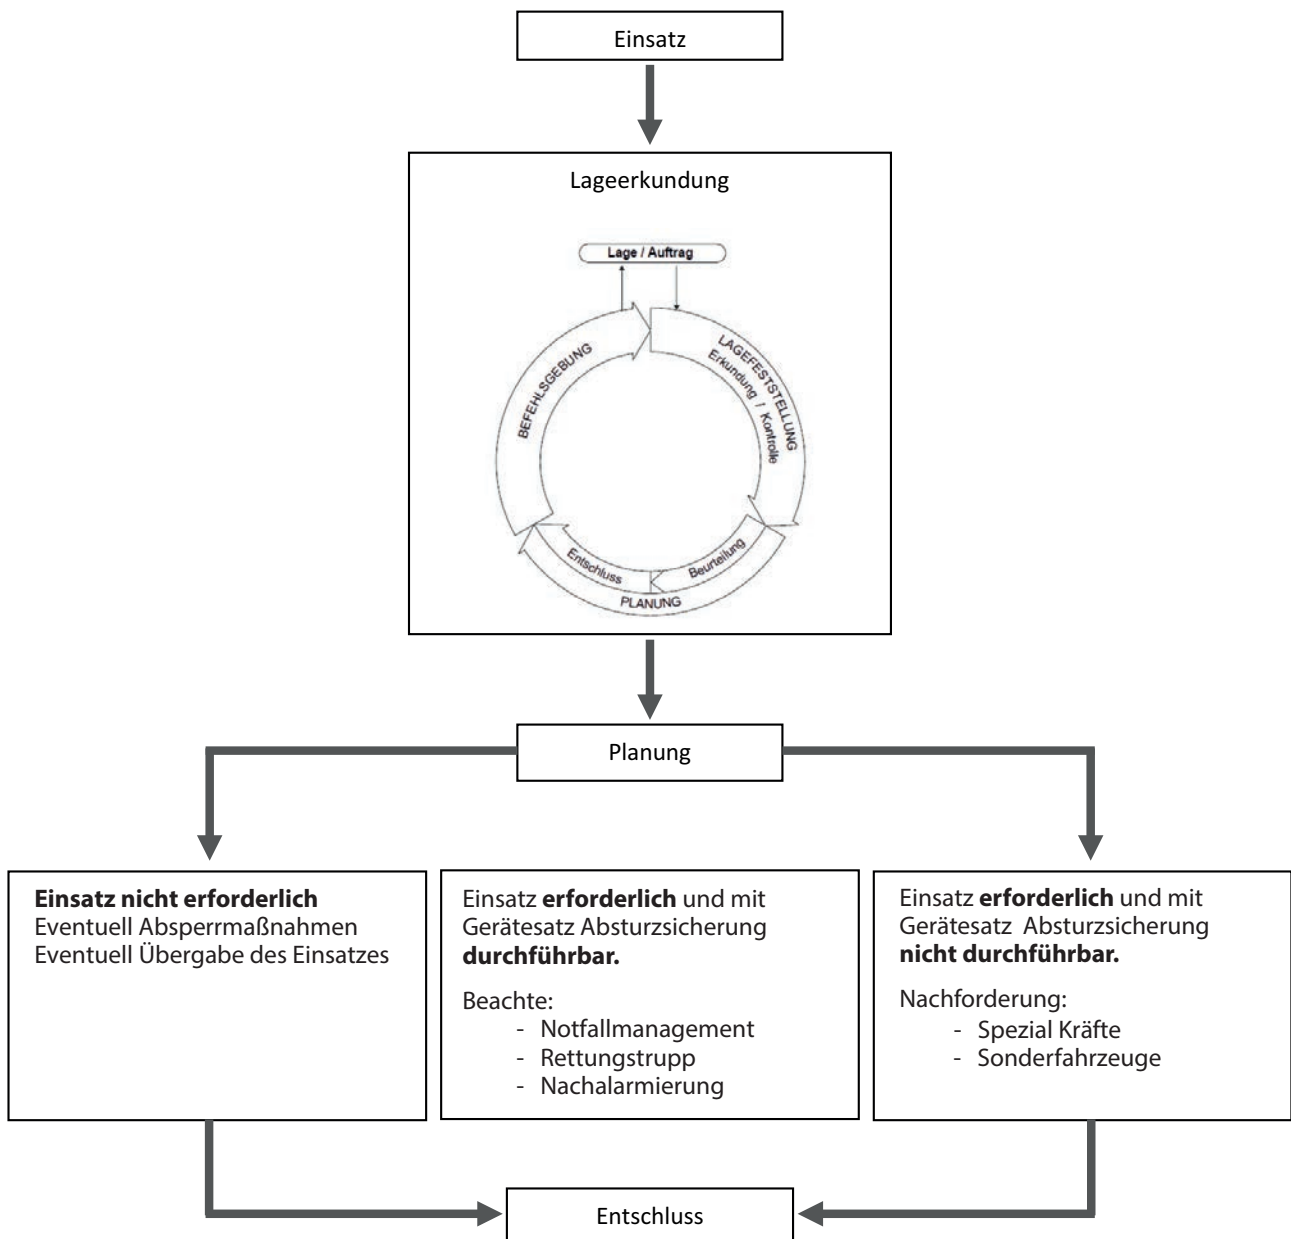 Einsatz
Lageerkundung
Lage / Auftrag
BEFEHLSGEBUNG
LAGEFESTSTELLUNG
Erkundung / Kontrolle
Entschluss
Beurteilung
PLANUNG
Planung
Einsatz nicht erforderlich
Eventuell Absperrmaßnahmen
Eventuell Übergabe des Einsatzes
Einsatz erforderlich und mit
Gerätesatz Absturzsicherung
durchführbar.
Beachte:
- Notfallmanagement
- Rettungstrupp
- Nachalarmierung
Einsatz erforderlich und mit
Gerätesatz Absturzsicherung
nicht durchführbar.
Nachforderung:
- Spezial Kräfte
- Sonderfahrzeuge
Entschluss